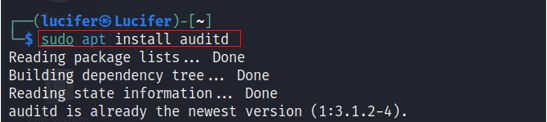 ┌──(lucifer㉿Lucifer)-[~]
└─$ sudo apt install auditd
Reading package lists... Done
Building dependency tree... Done
Reading state information... Done
auditd is already the newest version (1:3.1.2-4).